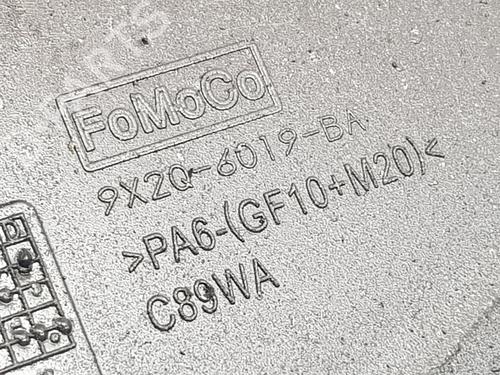 FoMoCo
9X2Q-6019-BA
>PA6-(GF10+M20)<
C89WA